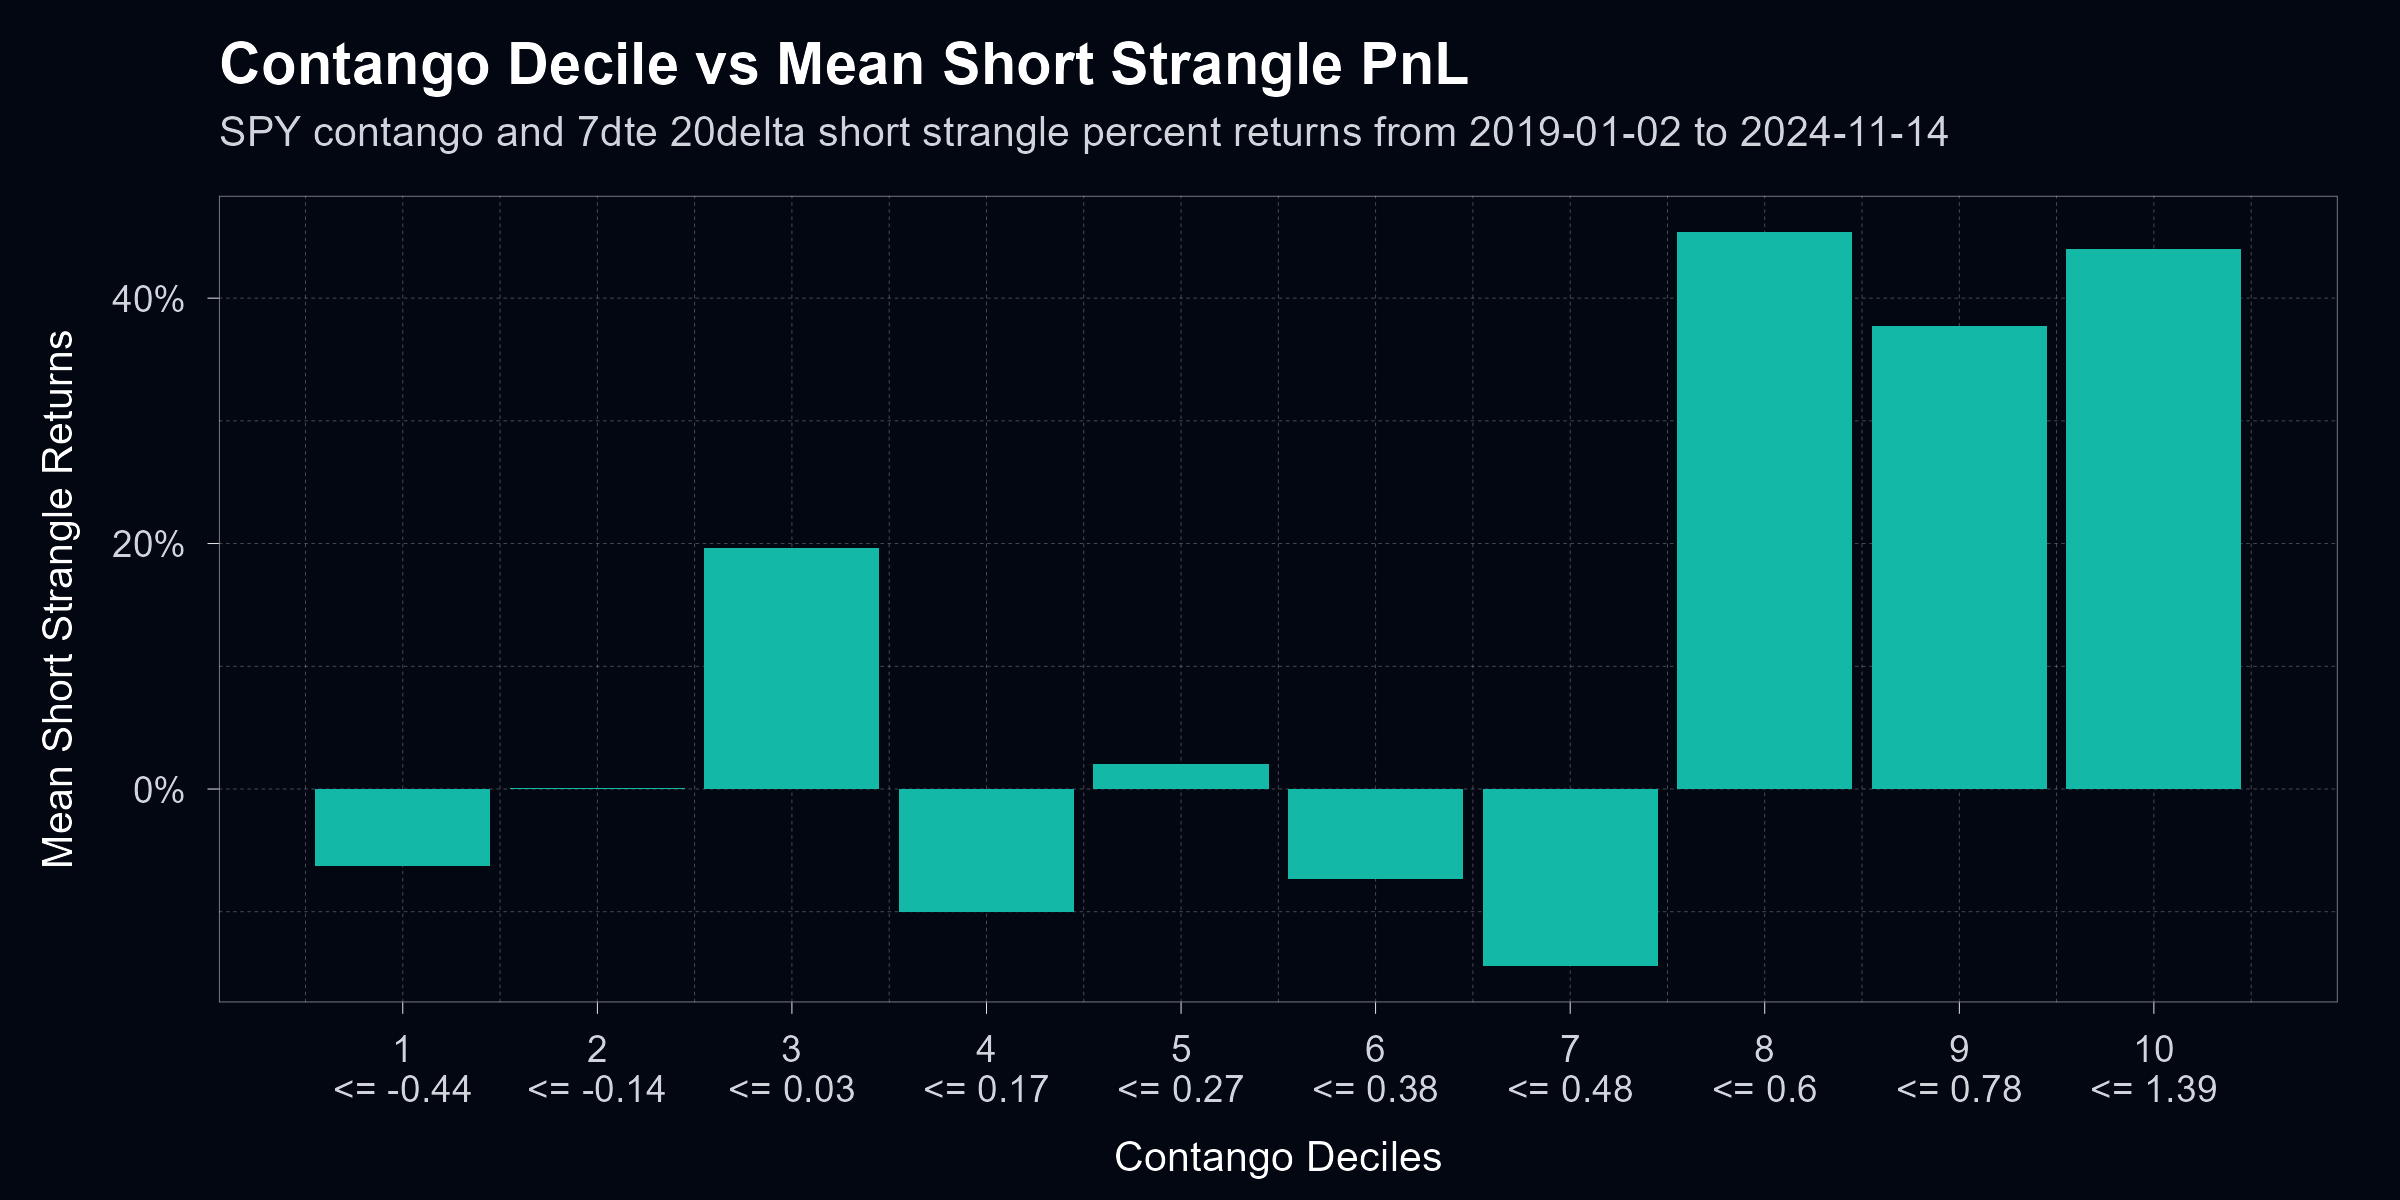 Contango Decile vs Mean Short Strangle PnL
SPY contango and 7dte 20delta short strangle percent returns from 2019-01-02 to 2024-11-14
Mean Short Strangle Returns
40%
20%
0%
1 2 3 4 5 6 7 8 9 10
<= -0.44 <= -0.14 <= 0.03 <= 0.17 <= 0.27 <= 0.38 <= 0.48 <= 0.6 <= 0.78 <= 1.39
Contango Deciles